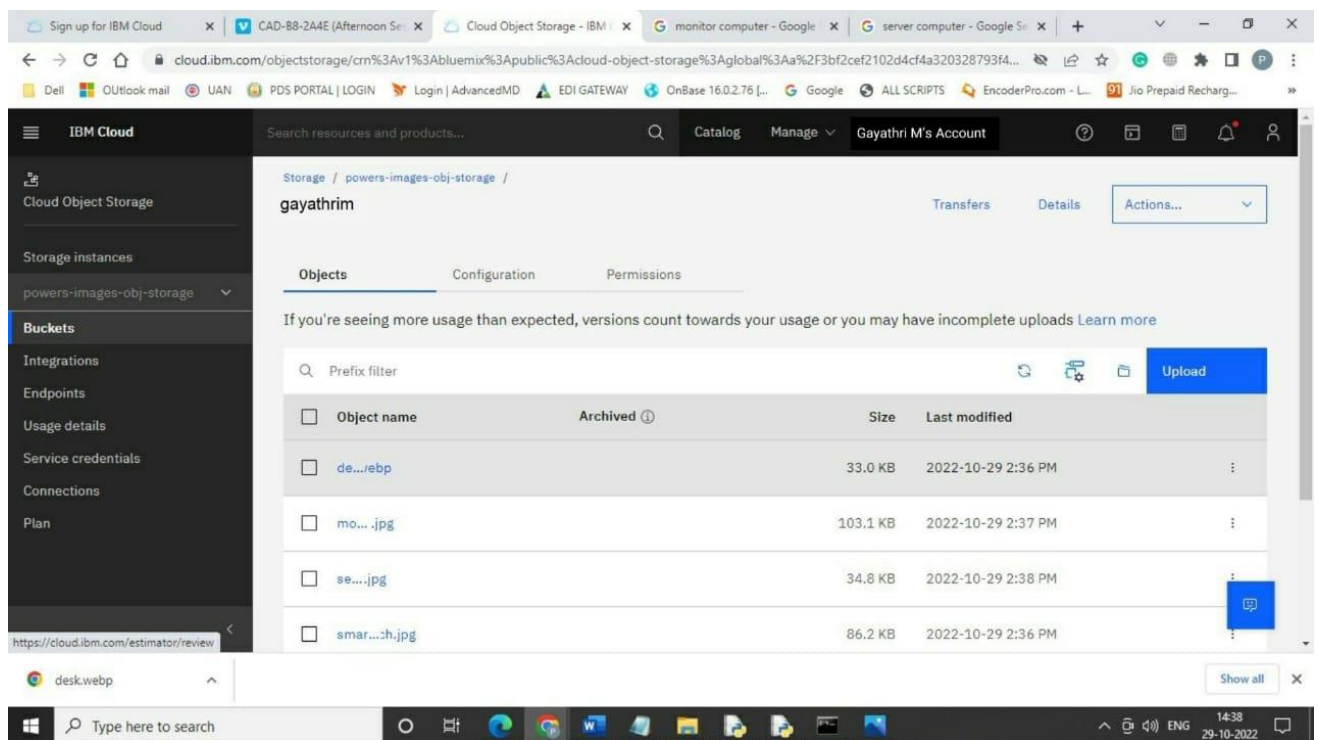 Sign up for IBM Cloud
CAD-B8-2A4E (Afternoon Se
Cloud Object Storage - IBM
monitor computer - Google
server computer - Google Se
cloud.ibm.com/objectstorage/crn%3Av1%3Abluemix%3Apublic%3Acloud-object-storage%3Aglobal%3Aa%2F3bf2cef2102d4cf4a320328793f4...
Dell OUtlook mail UAN PDS PORTAL | LOGIN Login | AdvancedMD EDI GATEWAY OnBase 16.0.2.76 [... Google ALL SCRIPTS EncoderPro.com - L... Jio Prepaid Recharg... »
IBM Cloud
Search resources and products...
Catalog Manage Gayathri M's Account
Cloud Object Storage
Storage instances
powers-images-obj-storage
Buckets
Integrations
Endpoints
Usage details
Service credentials
Connections
Plan
https://cloud.ibm.com/estimator/review
Storage / powers-images-obj-storage /
gayathrim
Transfers Details Actions...
Objects Configuration Permissions
If you're seeing more usage than expected, versions count towards your usage or you may have incomplete uploads Learn more
Prefix filter
Upload
Object name Archived Size Last modified
de...ebp 33.0 KB 2022-10-29 2:36 PM
mo... .jpg 103.1 KB 2022-10-29 2:37 PM
se....jpg 34.8 KB 2022-10-29 2:38 PM
smar...ch.jpg 86.2 KB 2022-10-29 2:36 PM
desk.webp
Show all
Type here to search
ENG
14:38
29-10-2022